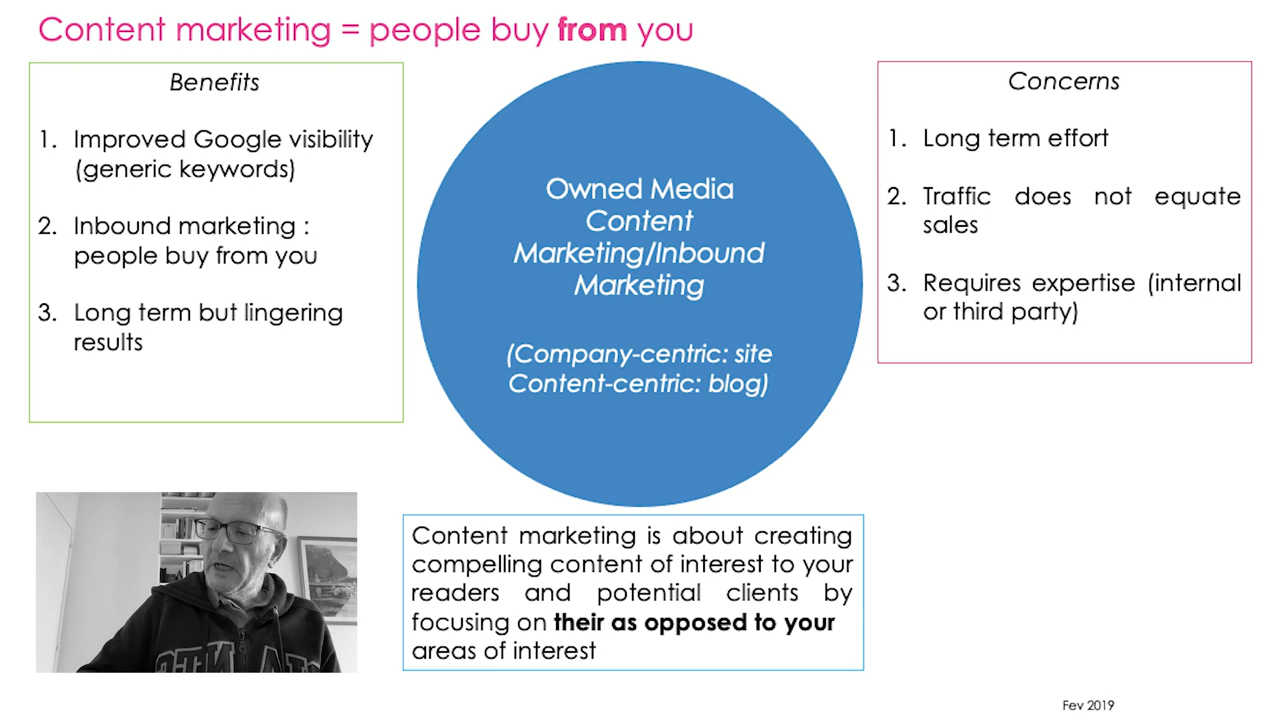 Content marketing = people buy from you
Benefits
1. Improved Google visibility
(generic keywords)
2. Inbound marketing :
people buy from you
3. Long term but lingering
results
Owned Media
Content
Marketing/Inbound
Marketing
(Company-centric: site
Content-centric: blog)
Concerns
1. Long term effort
2. Traffic does not equate
sales
3. Requires expertise (internal
or third party)
Content marketing is about creating
compelling content of interest to your
readers and potential clients by
focusing on their as opposed to your
areas of interest
Fev 2019